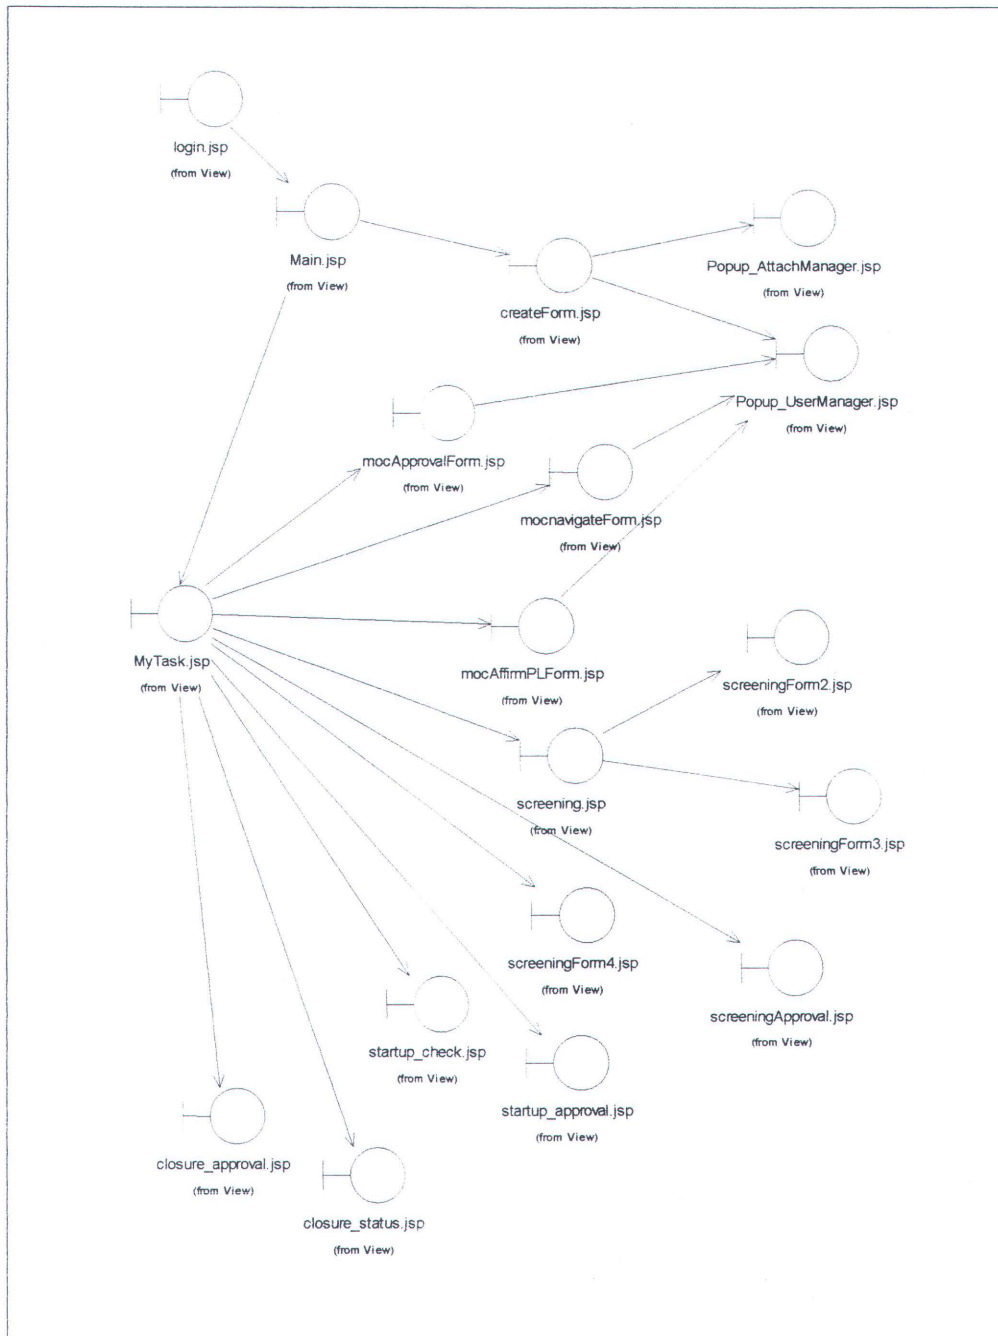 login.jsp
(from View)
Main.jsp
(from View)
createForm.jsp
(from View)
Popup_AttachManager.jsp
(from View)
Popup_UserManager.jsp
(from View)
mocApprovalForm.jsp
(from View)
mocnavigateForm.jsp
(from View)
MyTask.jsp
(from View)
mocAffirmPLForm.jsp
(from View)
screeningForm2.jsp
(from View)
screening.jsp
(from View)
screeningForm3.jsp
(from View)
screeningForm4.jsp
(from View)
screeningApproval.jsp
(from View)
startup_check.jsp
(from View)
startup_approval.jsp
(from View)
closure_approval.jsp
(from View)
closure_status.jsp
(from View)